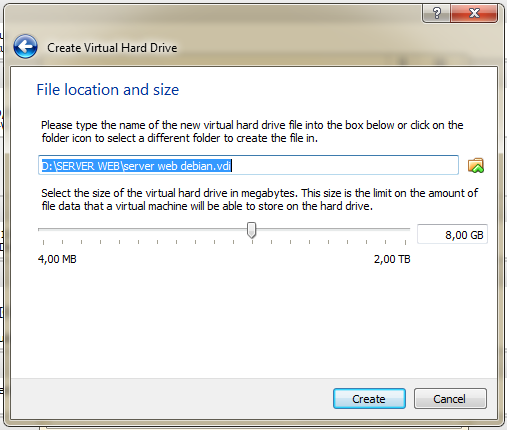 Create Virtual Hard Drive
File location and size
Please type the name of the new virtual hard drive file into the box below or click on the
folder icon to select a different folder to create the file in.
D:\SERVER WEB\server web debian.vdi
Select the size of the virtual hard drive in megabytes. This size is the limit on the amount of
file data that a virtual machine will be able to store on the hard drive.
8,00 GB
4,00 MB 2,00 TB
Create Cancel